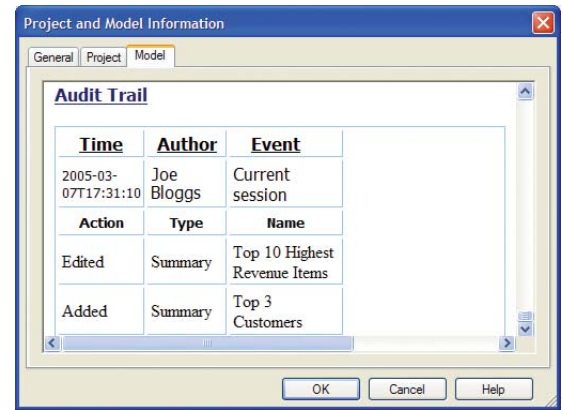 Project and Model Information
General Project Model
Audit Trail
Time Author Event
2005-03-07T17:31:10 Joe Bloggs Current session
Action Type Name
Edited Summary Top 10 Highest Revenue Items
Added Summary Top 3 Customers
OK Cancel Help